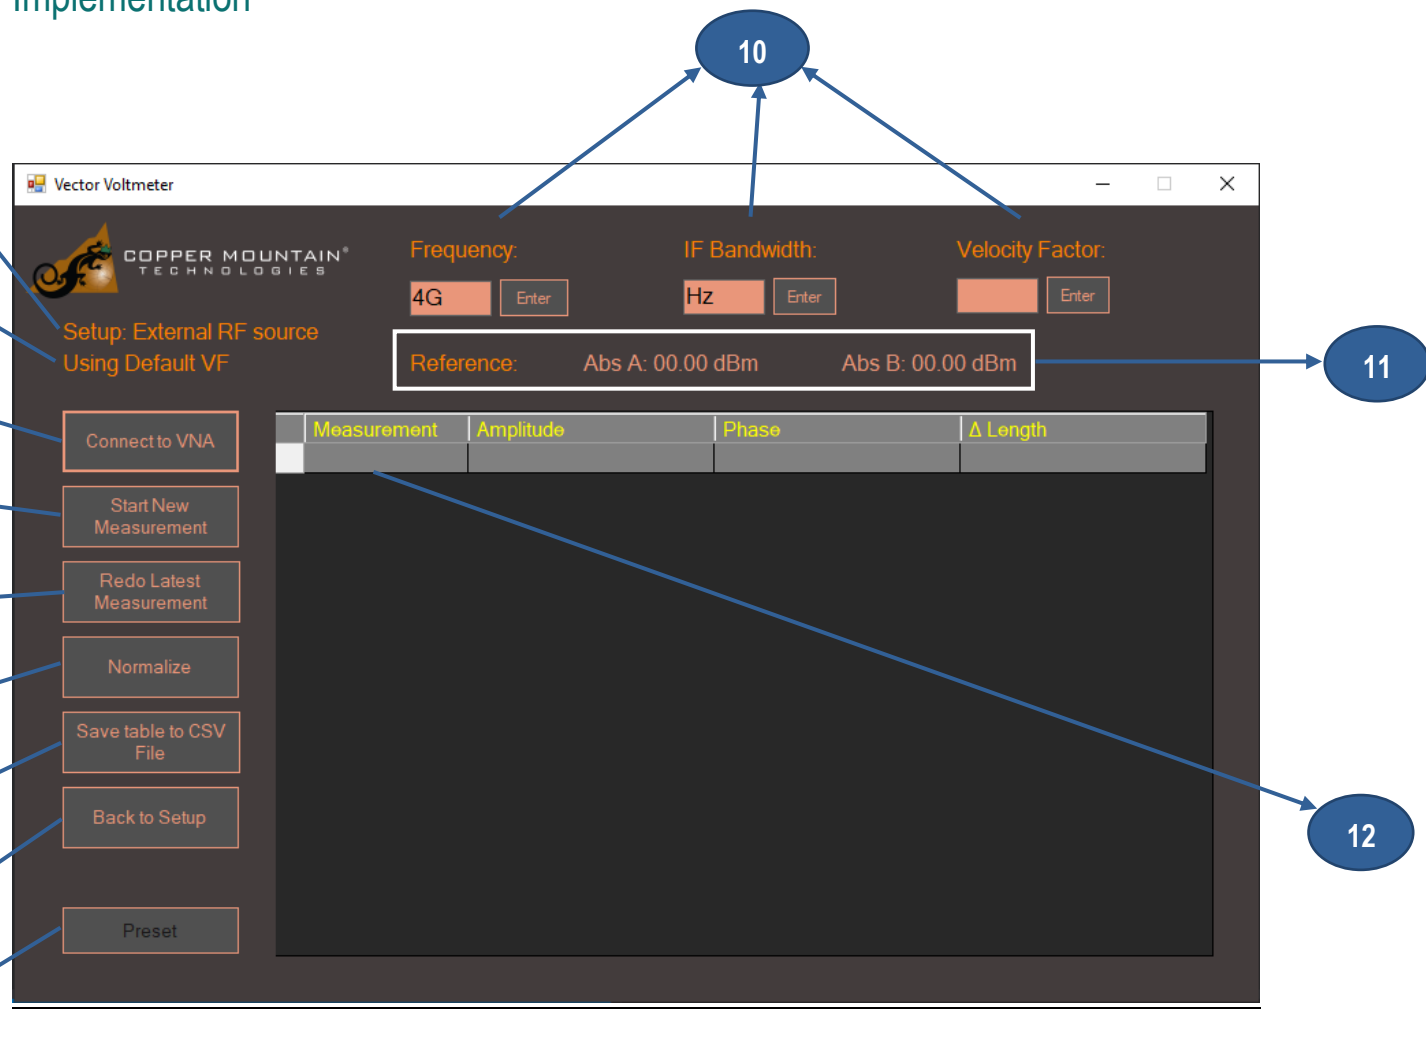 Implementation
10
Vector Voltmeter
COPPER MOUNTAIN®
TECHNOLOGIES
Frequency:
IF Bandwidth:
Velocity Factor:
4G
Enter
Hz
Enter
Enter
Setup: External RF source
Using Default VF
Reference:
Abs A: 00.00 dBm
Abs B: 00.00 dBm
11
Connect to VNA
Measurement
Amplitude
Phase
Δ Length
Start New
Measurement
Redo Latest
Measurement
Normalize
Save table to CSV
File
Back to Setup
12
Preset